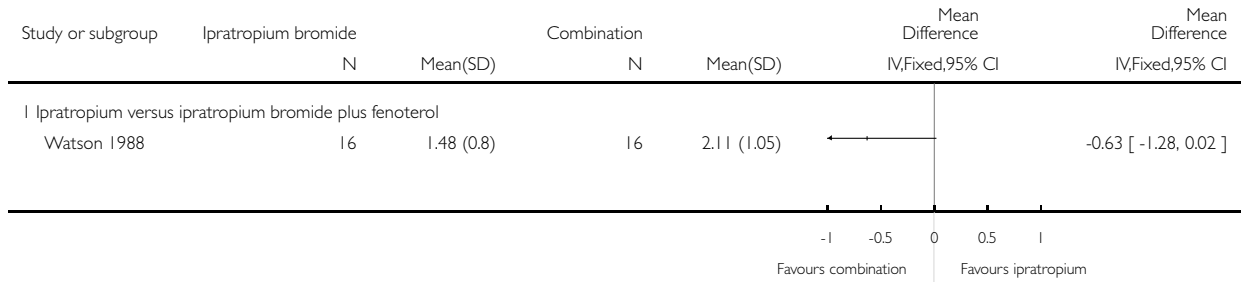 Study or subgroup Ipratropium bromide Combination Mean Difference Mean Difference
N Mean(SD) N Mean(SD) IV,Fixed,95% CI IV,Fixed,95% CI
1 Ipratropium versus ipratropium bromide plus fenoterol
Watson 1988 16 1.48 (0.8) 16 2.11 (1.05) -0.63 [ -1.28, 0.02 ]
-1 -0.5 0 0.5 1
Favours combination Favours ipratropium